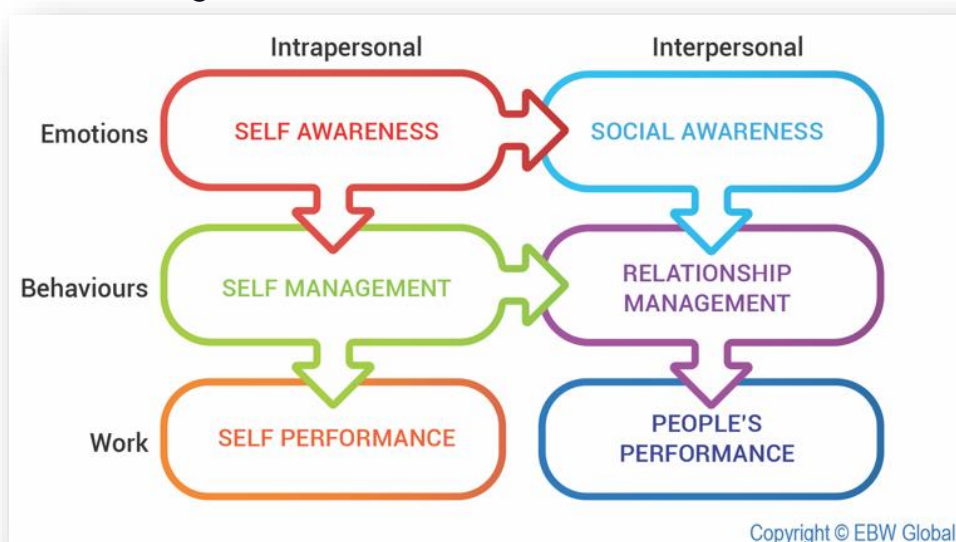 Intrapersonal
Interpersonal
Emotions
SELF AWARENESS
SOCIAL AWARENESS
Behaviours
SELF MANAGEMENT
RELATIONSHIP
MANAGEMENT
Work
SELF PERFORMANCE
PEOPLE'S
PERFORMANCE
Copyright © EBW Global